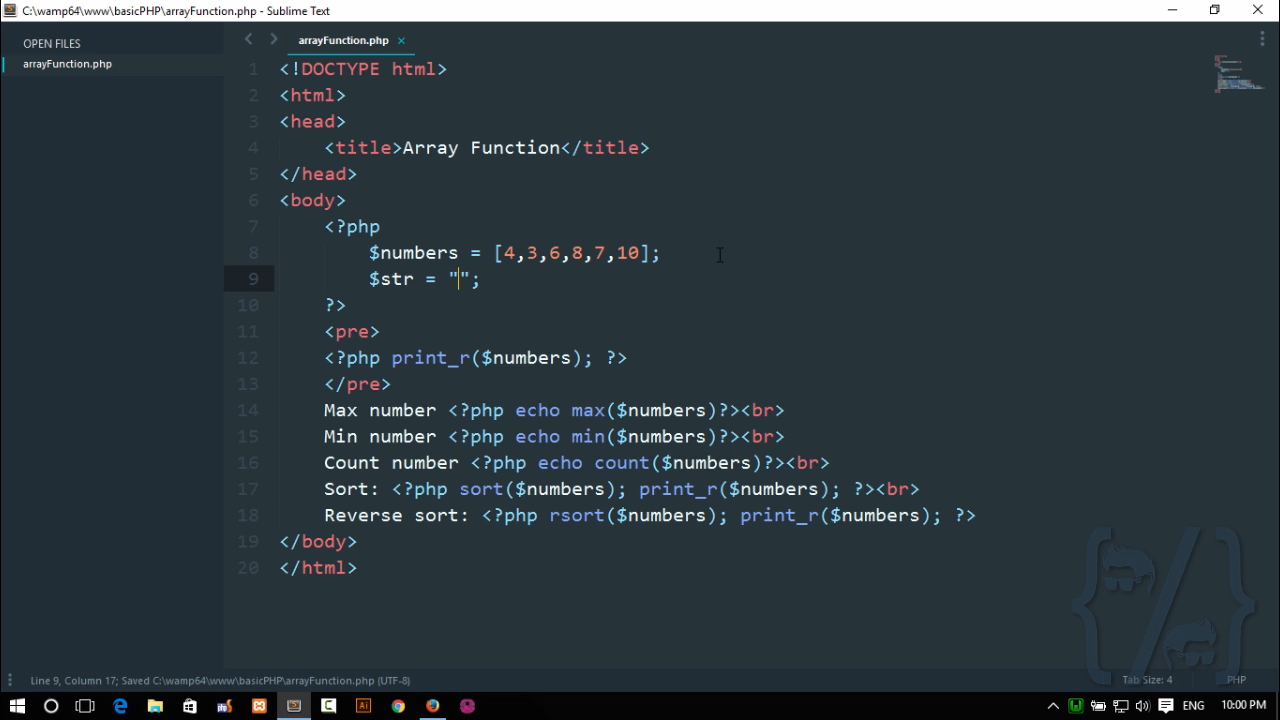 C:\wamp64\www\basicPHP\arrayFunction.php - Sublime Text
OPEN FILES
arrayFunction.php
arrayFunction.php ×
1 <!DOCTYPE html>
2 <html>
3 <head>
4 <title>Array Function</title>
5 </head>
6 <body>
7 <?php
8 $numbers = [4,3,6,8,7,10];
9 $str = "";
10 ?>
11 <pre>
12 <?php print_r($numbers); ?>
13 </pre>
14 Max number <?php echo max($numbers)?><br>
15 Min number <?php echo min($numbers)?><br>
16 Count number <?php echo count($numbers)?><br>
17 Sort: <?php sort($numbers); print_r($numbers); ?><br>
18 Reverse sort: <?php rsort($numbers); print_r($numbers); ?>
19 </body>
20 </html>
Line 9, Column 17; Saved C:\wamp64\www\basicPHP\arrayFunction.php (UTF-8)
Tab Size: 4
PHP
ENG
10:00 PM